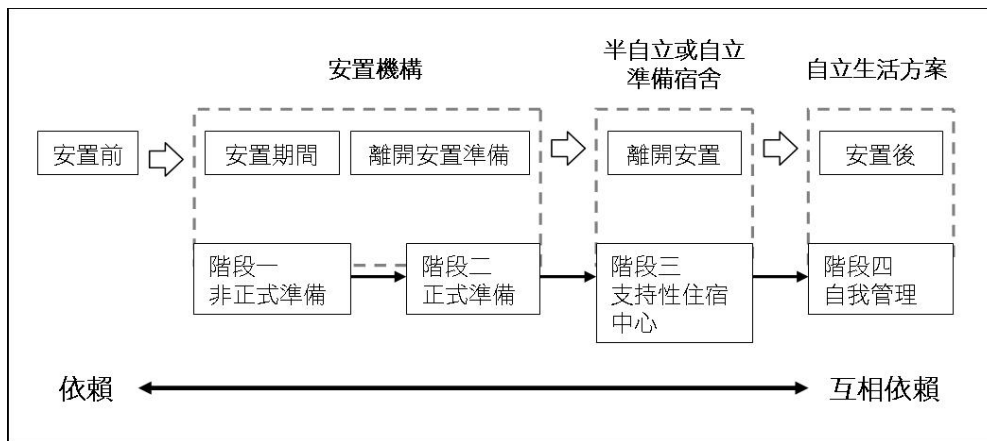 安置機構
半自立或自立
準備宿舍
自立生活方案
安置前
安置期間
離開安置準備
離開安置
安置後
階段一
非正式準備
階段二
正式準備
階段三
支持性住宿
中心
階段四
自我管理
依賴
互相依賴